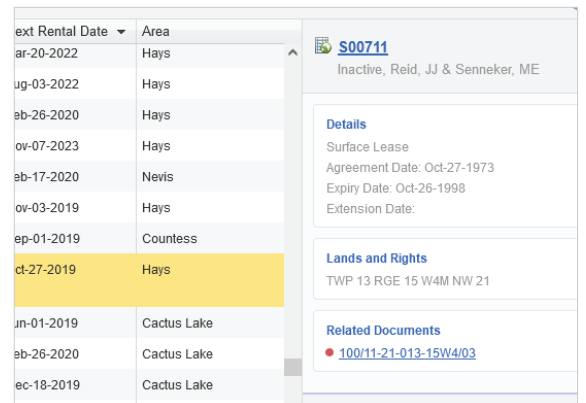 ext Rental Date Area
ar-20-2022 Hays
ug-03-2022 Hays
eb-26-2020 Hays
ov-07-2023 Hays
eb-17-2020 Nevis
ov-03-2019 Hays
ep-01-2019 Countess
ct-27-2019 Hays
un-01-2019 Cactus Lake
eb-26-2020 Cactus Lake
ec-18-2019 Cactus Lake
S00711
Inactive, Reid, JJ & Senneker, ME
Details
Surface Lease
Agreement Date: Oct-27-1973
Expiry Date: Oct-26-1998
Extension Date:
Lands and Rights
TWP 13 RGE 15 W4M NW 21
Related Documents
100/11-21-013-15W4/03